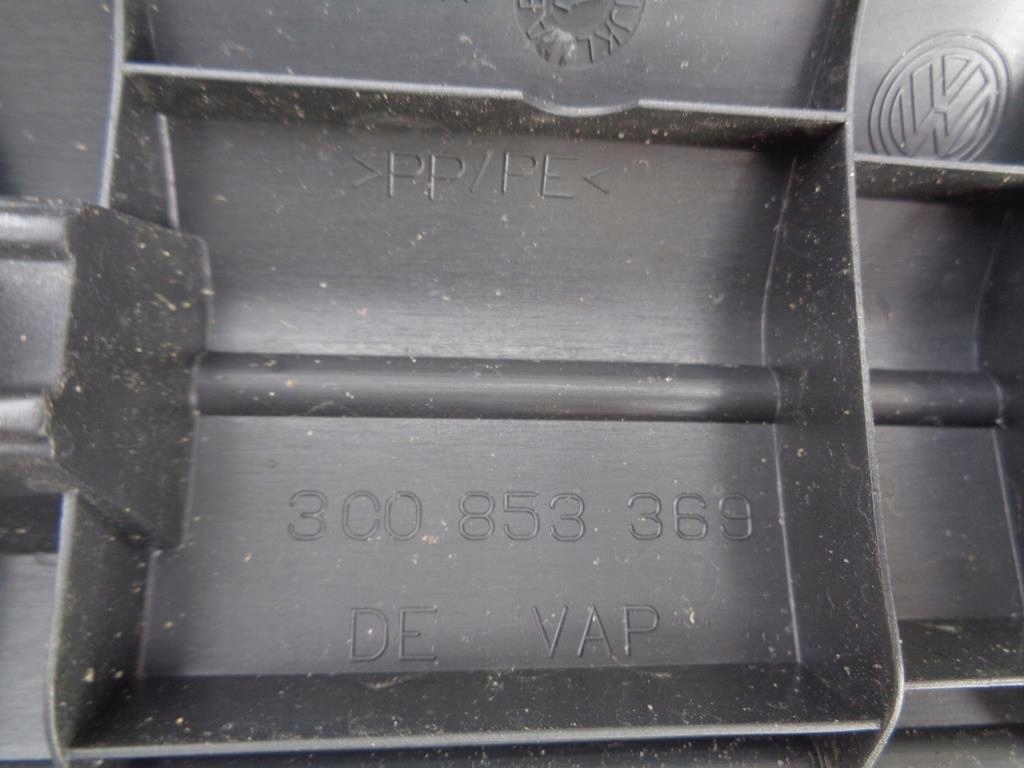 >PP/PE<
3C0 853 369
DE VAP